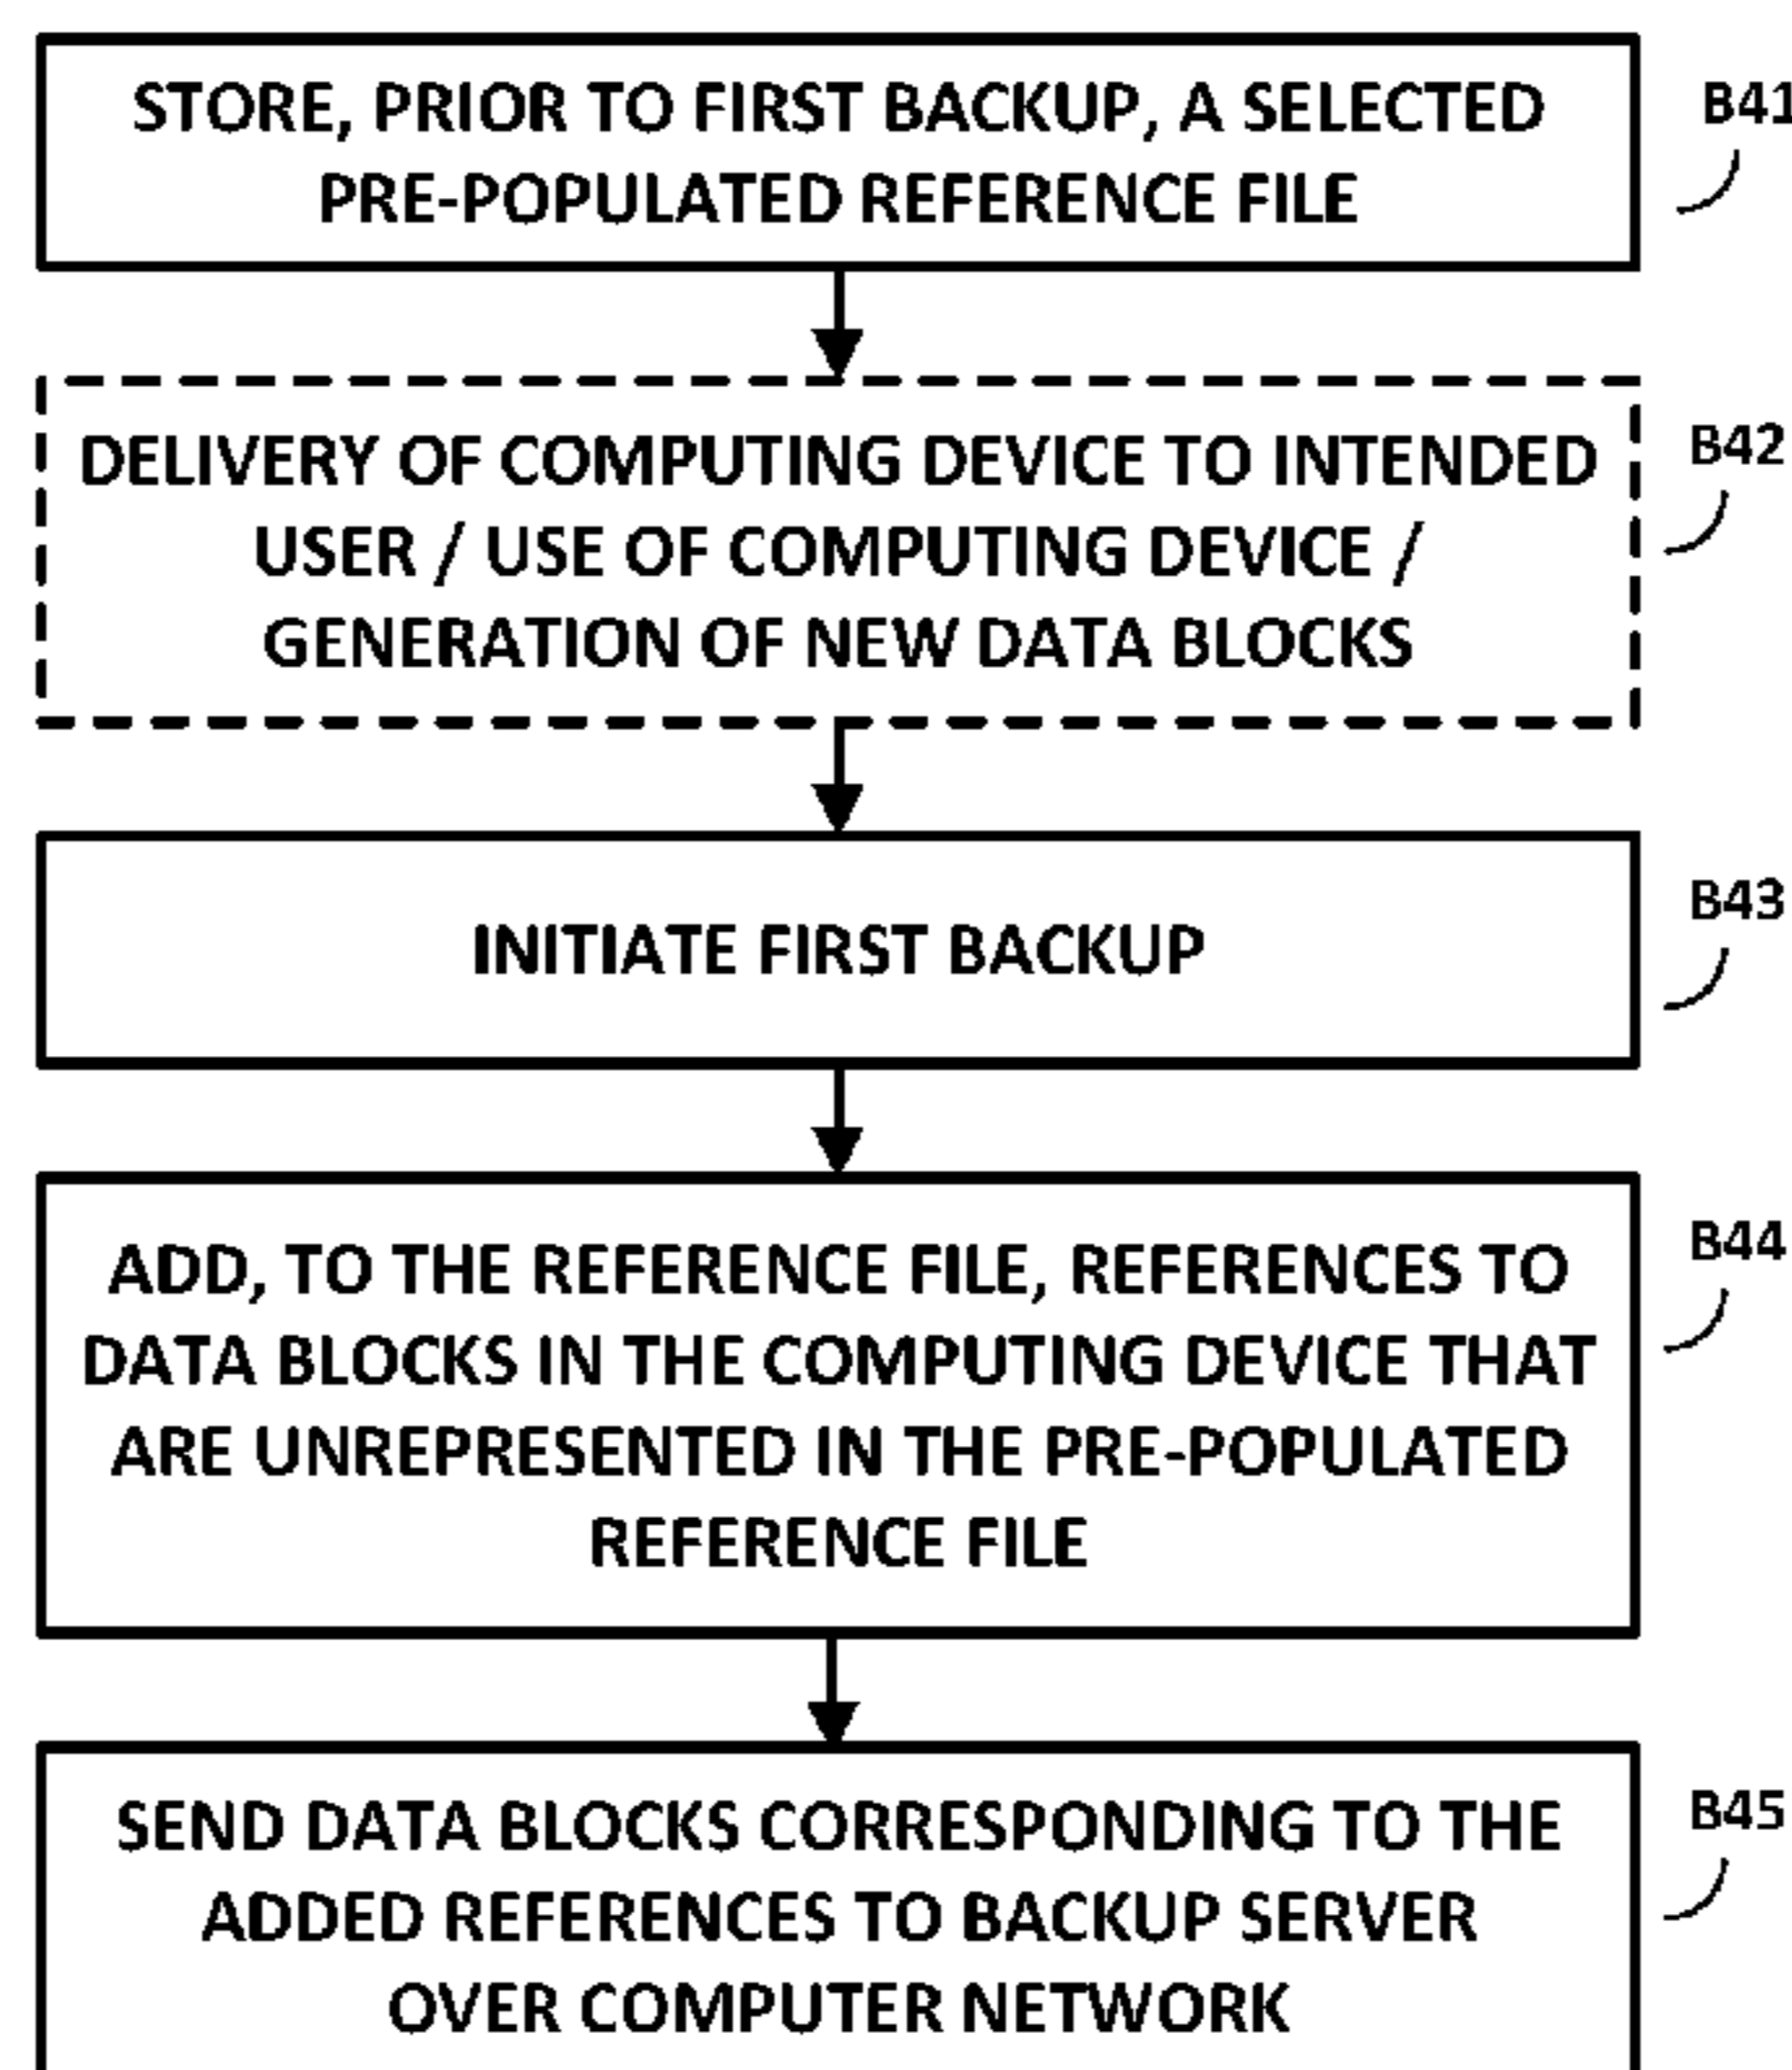 STORE, PRIOR TO FIRST BACKUP, A SELECTED
PRE-POPULATED REFERENCE FILE
B41
DELIVERY OF COMPUTING DEVICE TO INTENDED
USER / USE OF COMPUTING DEVICE /
GENERATION OF NEW DATA BLOCKS
B42
INITIATE FIRST BACKUP
B43
ADD, TO THE REFERENCE FILE, REFERENCES TO
DATA BLOCKS IN THE COMPUTING DEVICE THAT
ARE UNREPRESENTED IN THE PRE-POPULATED
REFERENCE FILE
B44
SEND DATA BLOCKS CORRESPONDING TO THE
ADDED REFERENCES TO BACKUP SERVER
OVER COMPUTER NETWORK
B45